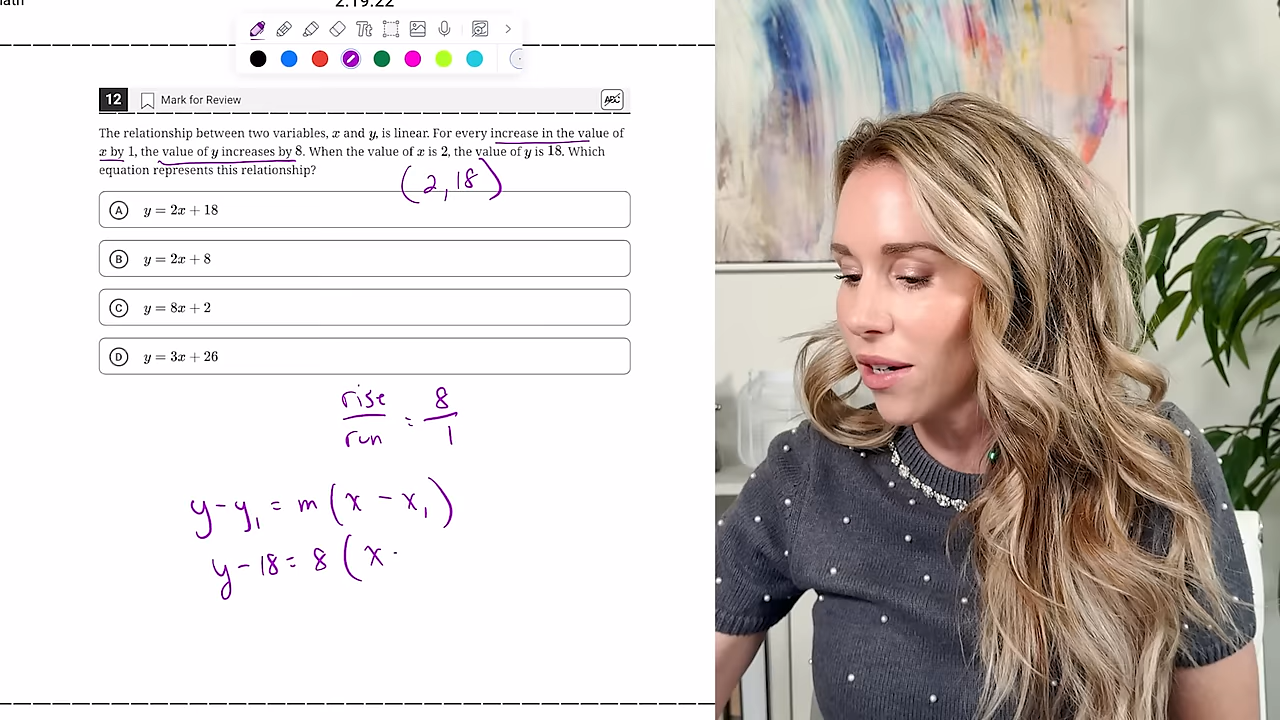 2.19.22
Tt
12 Mark for Review ABC
The relationship between two variables, x and y, is linear. For every increase in the value of
x by 1, the value of y increases by 8. When the value of x is 2, the value of y is 18. Which
equation represents this relationship?
(2, 18)
A y = 2x + 18
B y = 2x + 8
C y = 8x + 2
D y = 3x + 26
rise/run = 8/1
y - y₁ = m (x - x₁)
y - 18 = 8 (x -